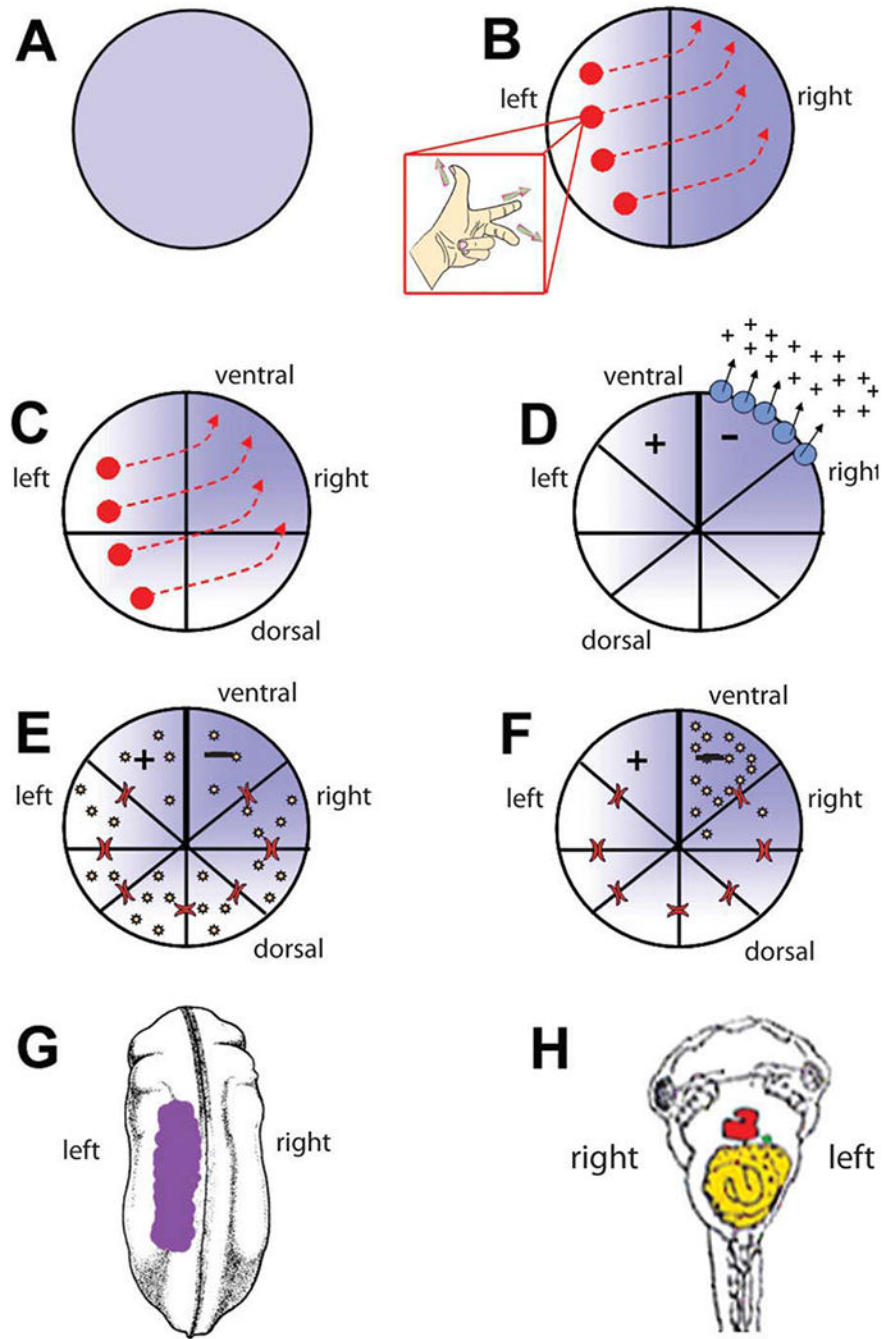 A
B
left
right
C
ventral
left
right
dorsal
D
ventral
+ -
left
right
dorsal
E
ventral
+ -
left
right
dorsal
F
ventral
+ -
left
right
dorsal
G
left
right
H
right
left